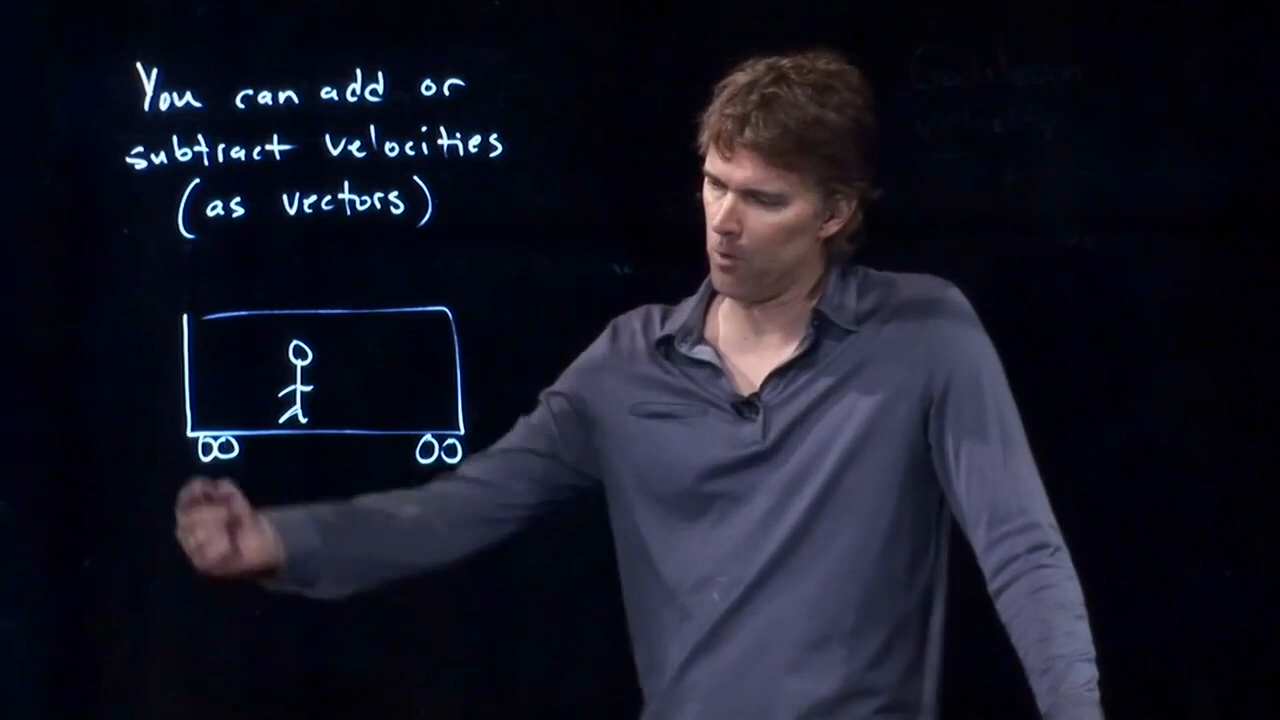 You can add or
subtract velocities
(as vectors)